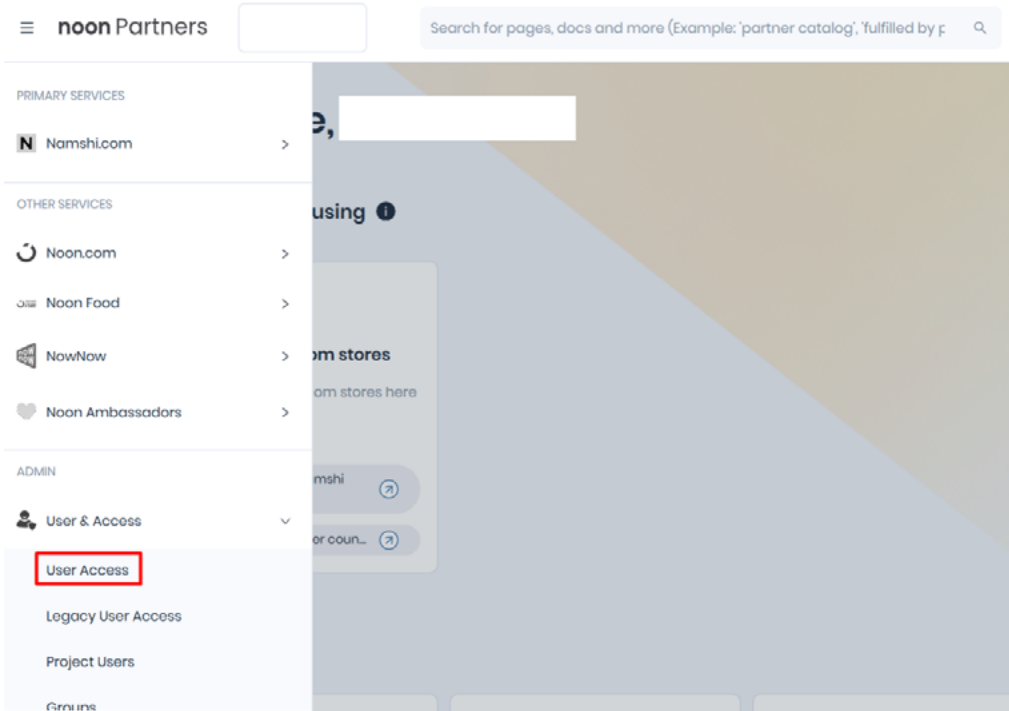 noon Partners
Search for pages, docs and more (Example: 'partner catalog', 'fulfilled by p
PRIMARY SERVICES
N Namshi.com
OTHER SERVICES
Noon.com
Noon Food
NowNow
Noon Ambassadors
ADMIN
User & Access
User Access
Legacy User Access
Project Users
Groups
e,
using
om stores
om stores here
mshi
er coun...